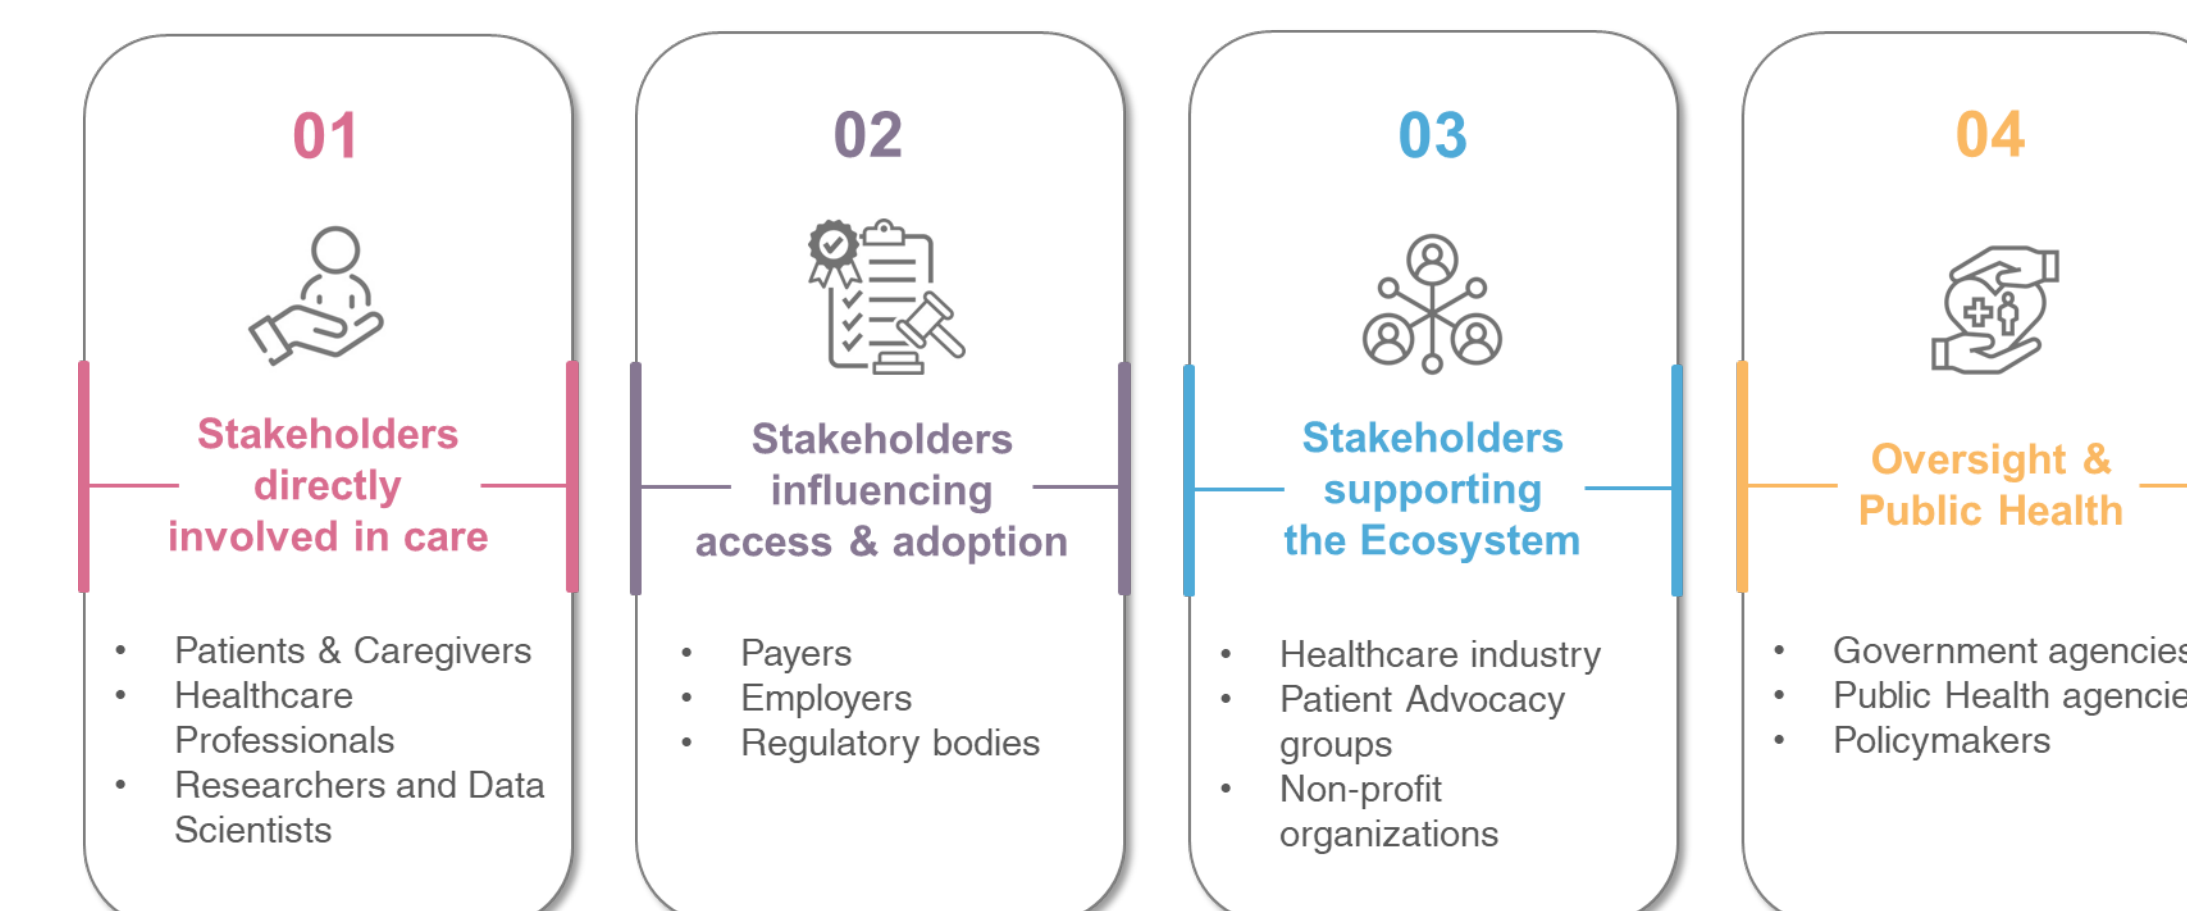 01
Stakeholders
directly
involved in care
• Patients & Caregivers
• Healthcare
Professionals
• Researchers and Data
Scientists
02
Stakeholders
influencing
access & adoption
• Payers
• Employers
• Regulatory bodies
03
Stakeholders
supporting
the Ecosystem
• Healthcare industry
• Patient Advocacy
groups
• Non-profit
organizations
04
Oversight &
Public Health
• Government agencies
• Public Health agencie
• Policymakers